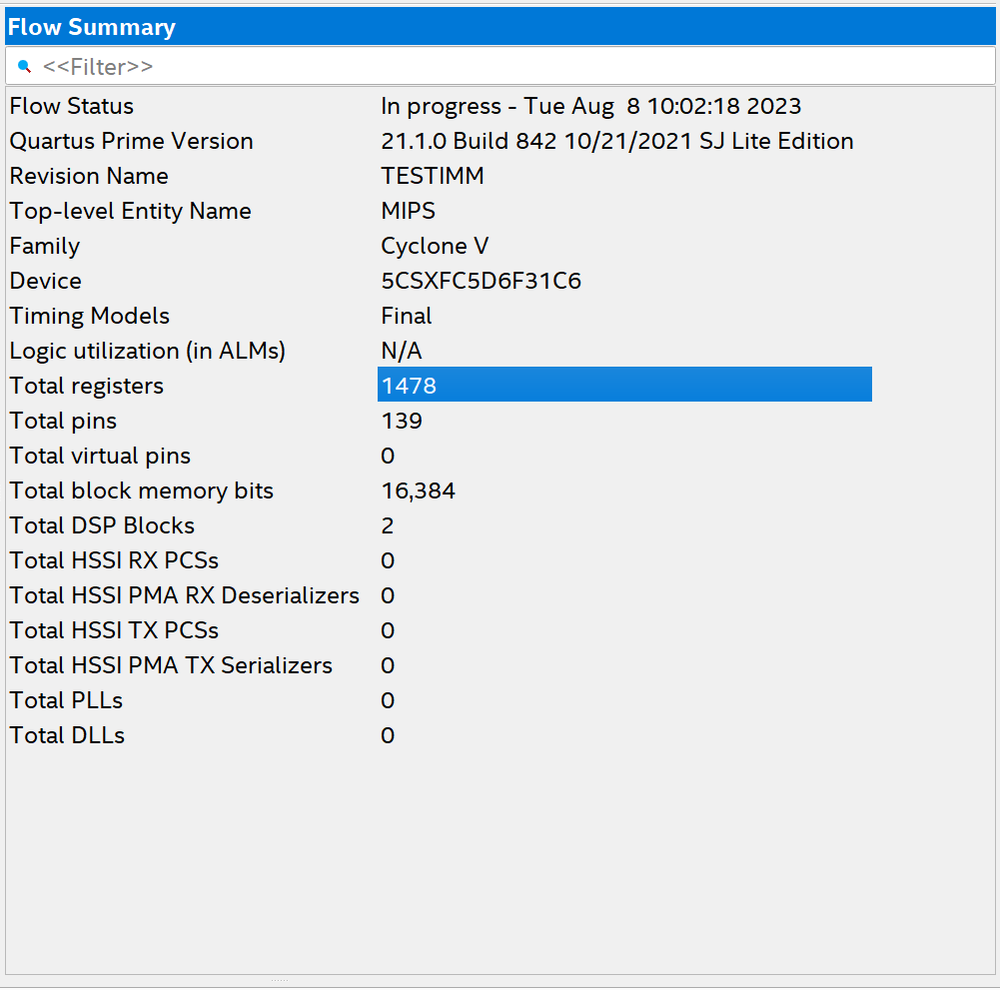 Flow Summary
<<Filter>>
Flow Status In progress - Tue Aug  8 10:02:18 2023
Quartus Prime Version 21.1.0 Build 842 10/21/2021 SJ Lite Edition
Revision Name TESTIMM
Top-level Entity Name MIPS
Family Cyclone V
Device 5CSXFC5D6F31C6
Timing Models Final
Logic utilization (in ALMs) N/A
Total registers 1478
Total pins 139
Total virtual pins 0
Total block memory bits 16,384
Total DSP Blocks 2
Total HSSI RX PCSs 0
Total HSSI PMA RX Deserializers 0
Total HSSI TX PCSs 0
Total HSSI PMA TX Serializers 0
Total PLLs 0
Total DLLs 0